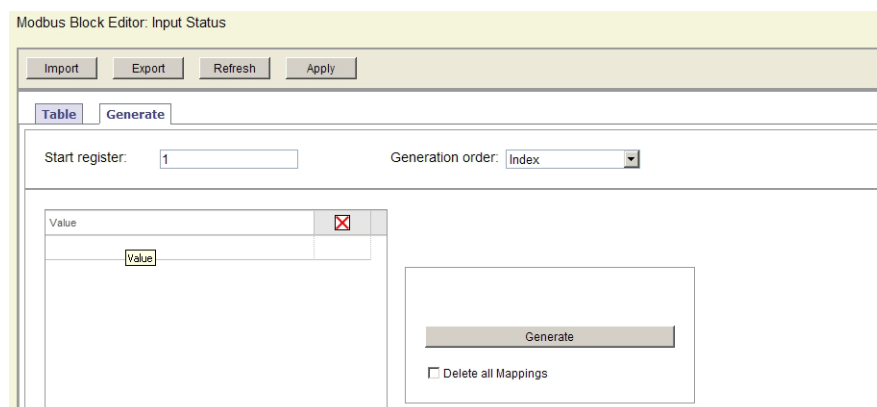 Modbus Block Editor: Input Status
Import Export Refresh Apply
Table Generate
Start register: 1 Generation order: Index
Value
Value
Generate
Delete all Mappings